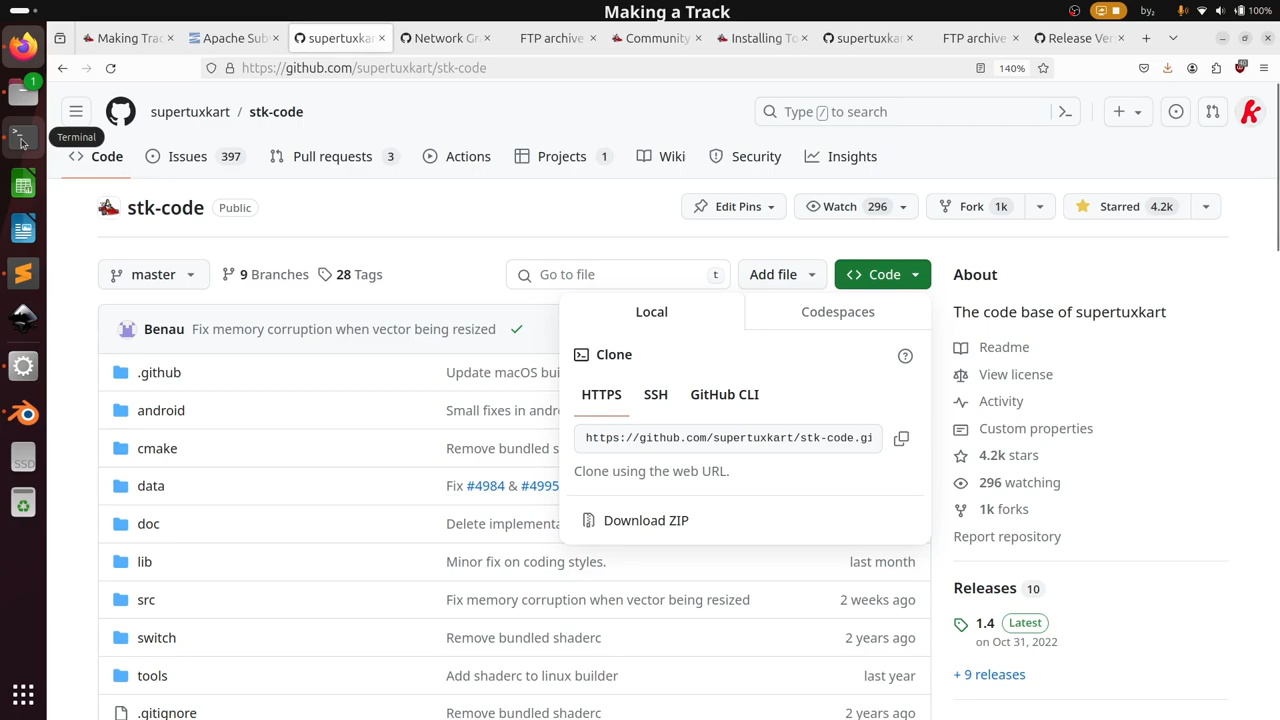 Making a Track
by₂
100%
Making Trac
Apache Sub
supertuxkar
Network Gr
FTP archive
Community
Installing To
supertuxkar
FTP archive
Release Ver
https://github.com/supertuxkart/stk-code
140%
1
Terminal
SSD
supertuxkart / stk-code
Type / to search
Code
Issues 397
Pull requests 3
Actions
Projects 1
Wiki
Security
Insights
stk-code
Public
Edit Pins
Watch 296
Fork 1k
Starred 4.2k
master
9 Branches
28 Tags
Go to file
t
Add file
Code
Local
Codespaces
Clone
HTTPS
SSH
GitHub CLI
https://github.com/supertuxkart/stk-code.gi
Clone using the web URL.
Download ZIP
Benau Fix memory corruption when vector being resized
.github Update macOS bui
android Small fixes in andr
cmake Remove bundled s
data Fix #4984 & #4995
doc Delete implementa
lib Minor fix on coding styles. last month
src Fix memory corruption when vector being resized 2 weeks ago
switch Remove bundled shaderc 2 years ago
tools Add shaderc to linux builder last year
.gitignore Remove bundled shaderc 2 years ago
About
The code base of supertuxkart
Readme
View license
Activity
Custom properties
4.2k stars
296 watching
1k forks
Report repository
Releases 10
1.4 Latest
on Oct 31, 2022
+ 9 releases